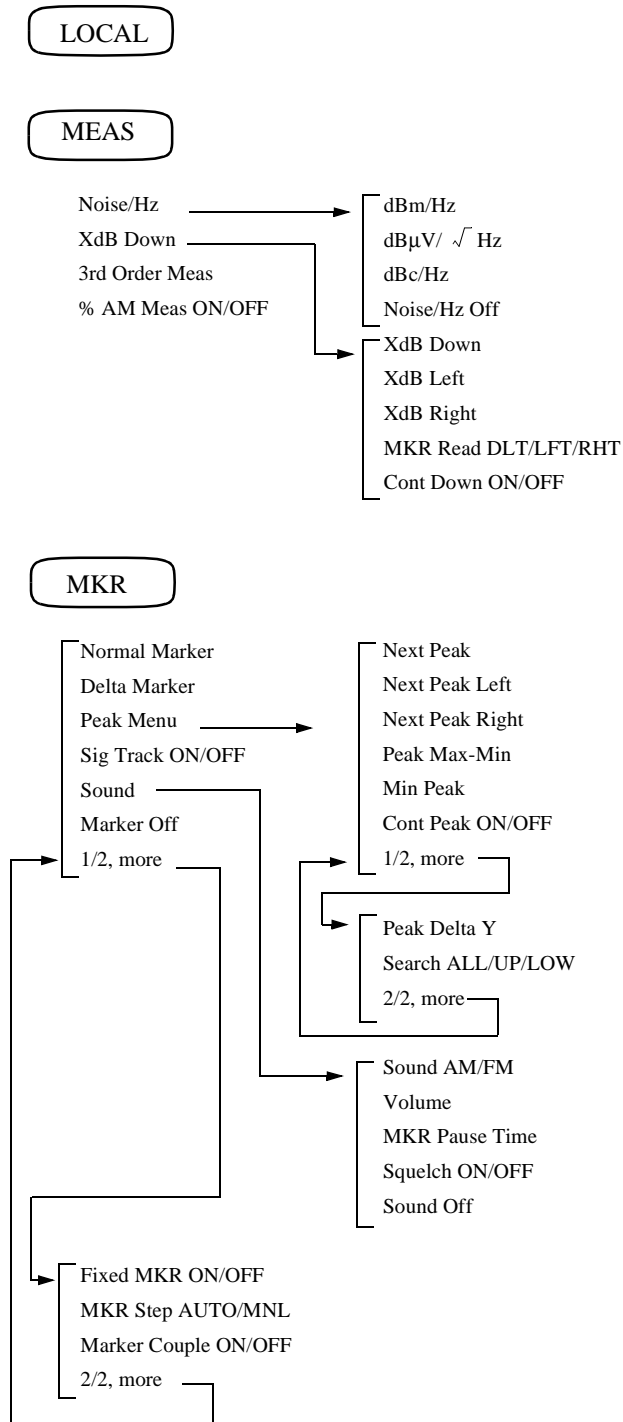 LOCAL
MEAS
Noise/Hz
XdB Down
3rd Order Meas
% AM Meas ON/OFF
dBm/Hz
dBµV/ √ Hz
dBc/Hz
Noise/Hz Off
XdB Down
XdB Left
XdB Right
MKR Read DLT/LFT/RHT
Cont Down ON/OFF
MKR
Normal Marker
Delta Marker
Peak Menu
Sig Track ON/OFF
Sound
Marker Off
1/2, more
Next Peak
Next Peak Left
Next Peak Right
Peak Max-Min
Min Peak
Cont Peak ON/OFF
1/2, more
Peak Delta Y
Search ALL/UP/LOW
2/2, more
Sound AM/FM
Volume
MKR Pause Time
Squelch ON/OFF
Sound Off
Fixed MKR ON/OFF
MKR Step AUTO/MNL
Marker Couple ON/OFF
2/2, more